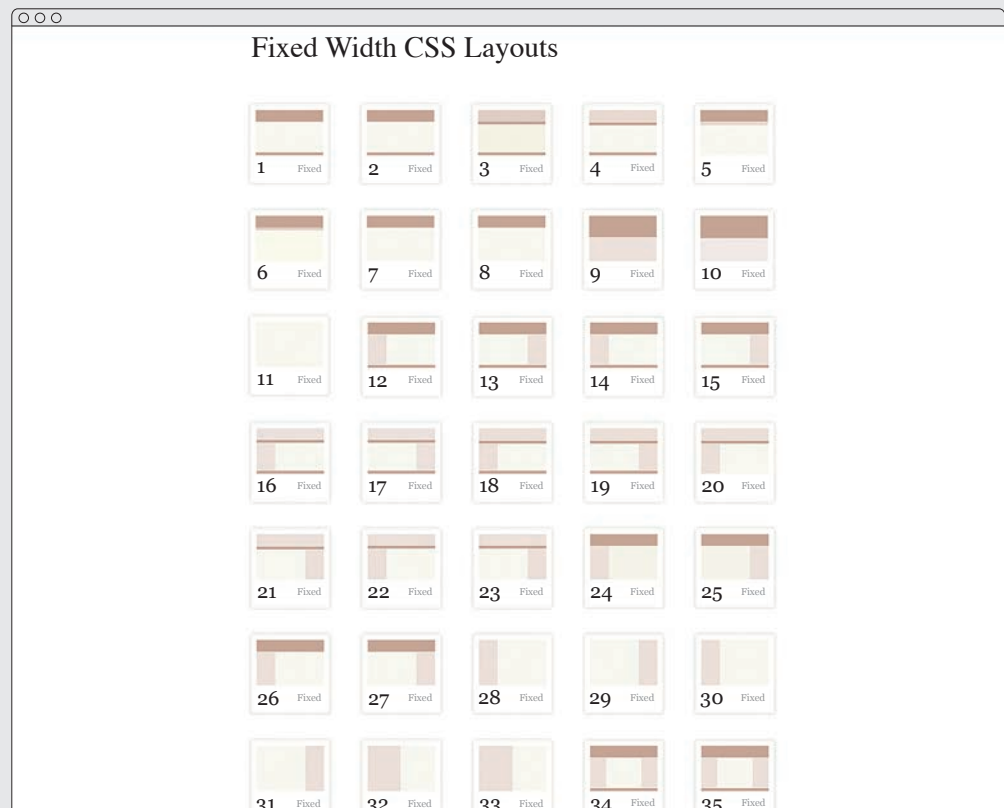 Fixed Width CSS Layouts
1 Fixed 2 Fixed 3 Fixed 4 Fixed 5 Fixed
6 Fixed 7 Fixed 8 Fixed 9 Fixed 10 Fixed
11 Fixed 12 Fixed 13 Fixed 14 Fixed 15 Fixed
16 Fixed 17 Fixed 18 Fixed 19 Fixed 20 Fixed
21 Fixed 22 Fixed 23 Fixed 24 Fixed 25 Fixed
26 Fixed 27 Fixed 28 Fixed 29 Fixed 30 Fixed
31 Fixed 32 Fixed 33 Fixed 34 Fixed 35 Fixed